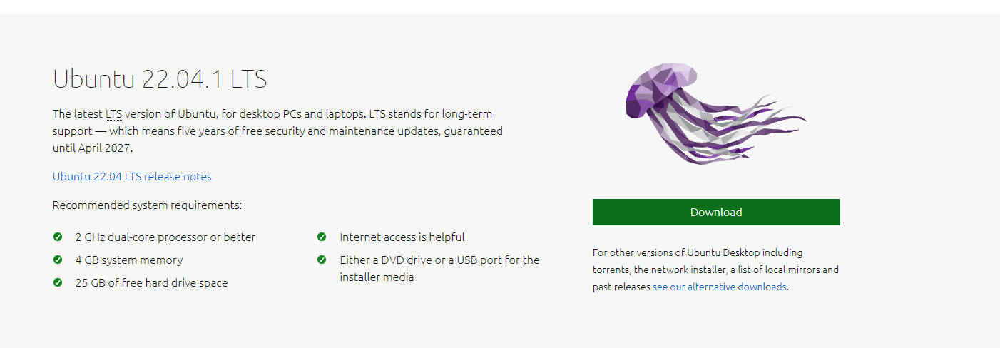 Ubuntu 22.04.1 LTS
The latest LTS version of Ubuntu, for desktop PCs and laptops. LTS stands for long-term
support — which means five years of free security and maintenance updates, guaranteed
until April 2027.
Ubuntu 22.04 LTS release notes
Recommended system requirements:
2 GHz dual-core processor or better
4 GB system memory
25 GB of free hard drive space
Internet access is helpful
Either a DVD drive or a USB port for the
installer media
Download
For other versions of Ubuntu Desktop including
torrents, the network installer, a list of local mirrors and
past releases see our alternative downloads.